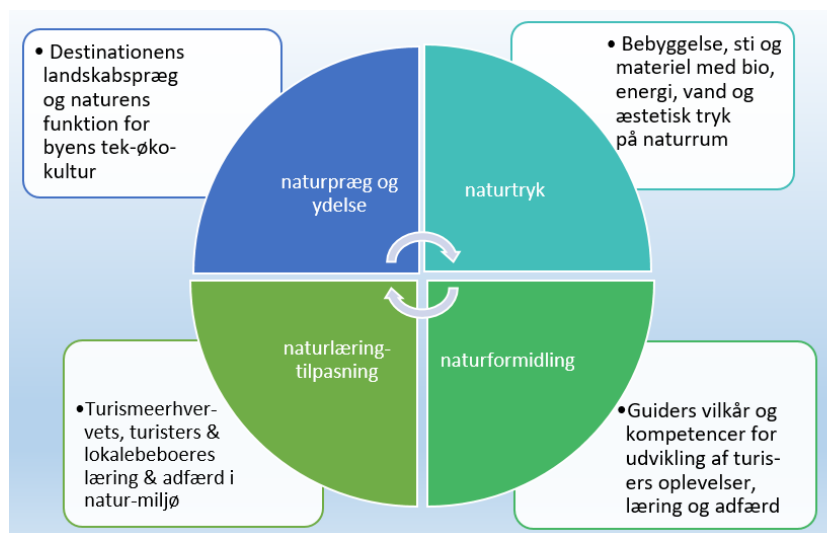 • Destinationens
landskabspræg
og naturens
funktion for
byens tek-øko-
kultur
• Bebyggelse, sti og
materiel med bio,
energi, vand og
æstetisk tryk
på naturrum
naturpræg og
ydelse
naturtryk
naturlæring-
tilpasning
naturformidling
•Turismeerhver-
vets, turisters &
lokalebeboeres
læring & adfærd i
natur-miljø
•Guiders vilkår og
kompetencer for
udvikling af turis-
ers oplevelser,
læring og adfærd